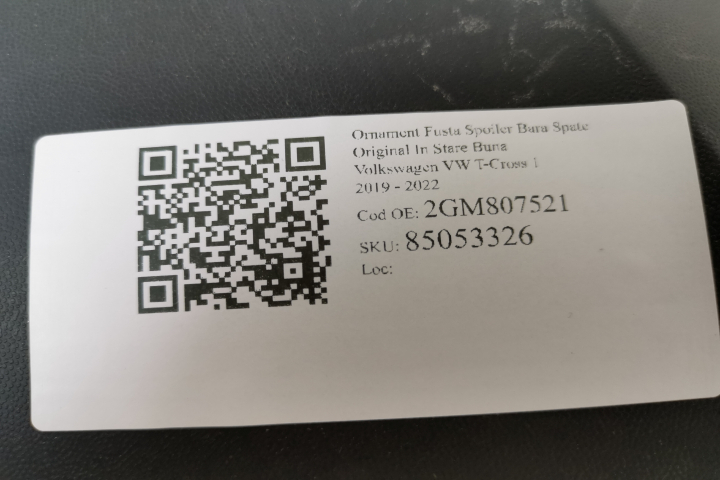 Ornament Fusta Spoiler Bara Spate
Original In Stare Buna
Volkswagen VW T-Cross 1
2019 - 2022
Cod OE: 2GM807521
SKU: 85053326
Loc: